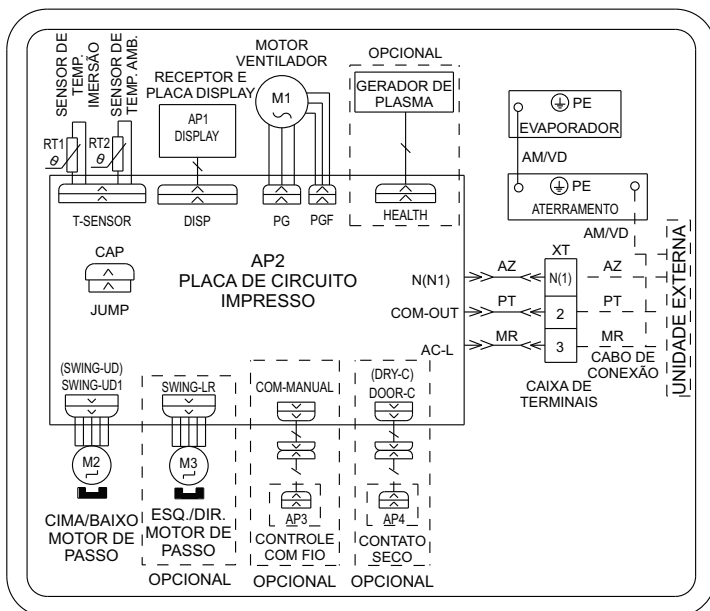 SENSOR DE
TEMP.
IMERSÃO
SENSOR DE
TEMP. AMB.
RT1
θ
RT2
θ
RECEPTOR E
PLACA DISPLAY
AP1
DISPLAY
MOTOR
VENTILADOR
M1
OPCIONAL
GERADOR DE
PLASMA
PE
EVAPORADOR
AM/VD
PE
ATERRAMENTO
AM/VD
T-SENSOR
DISP
PG
PGF
HEALTH
CAP
JUMP
AP2
PLACA DE CIRCUITO
IMPRESSO
N(N1)
AZ
XT
N(1)
AZ
COM-OUT
PT
2
PT
AC-L
MR
3
MR
CAIXA DE
TERMINAIS
CABO DE
CONEXÃO
UNIDADE EXTERNA
(SWING-UD)
SWING-UD1
M2
CIMA/BAIXO
MOTOR DE
PASSO
SWING-LR
M3
ESQ./DIR.
MOTOR DE
PASSO
OPCIONAL
COM-MANUAL
AP3
CONTROLE
COM FIO
OPCIONAL
(DRY-C)
DOOR-C
AP4
CONTATO
SECO
OPCIONAL